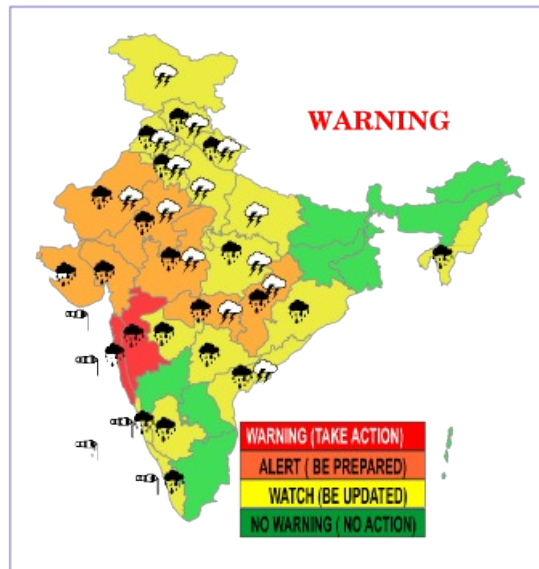 WARNING
WARNING (TAKE ACTION)
ALERT ( BE PREPARED)
WATCH (BE UPDATED)
NO WARNING ( NO ACTION)